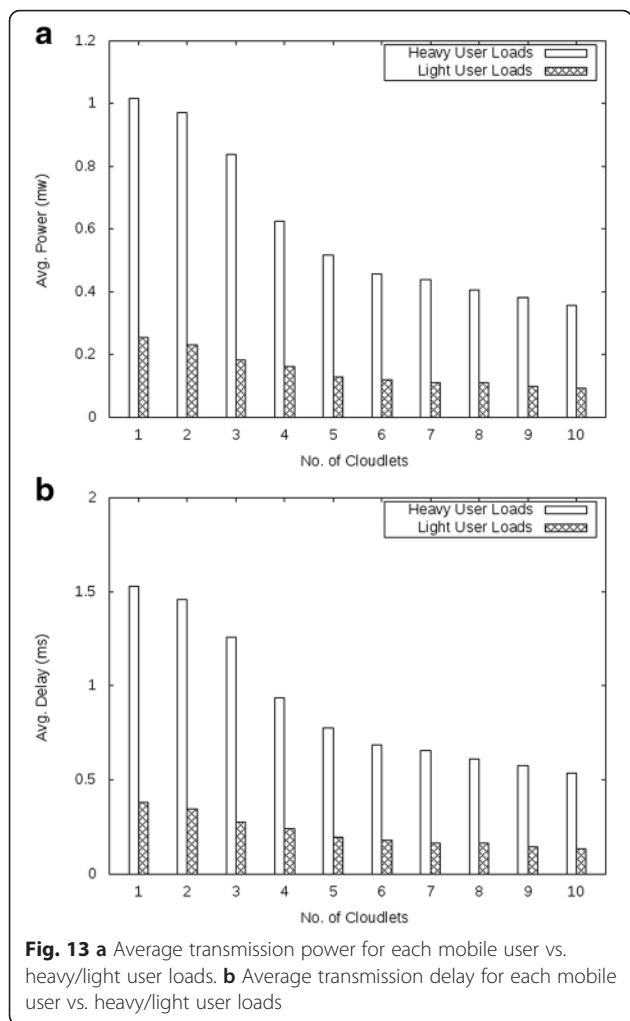 a
1.2
Heavy User Loads
Light User Loads
1
0.8
0.6
0.4
0.2
0
Avg. Power (mw)
1 2 3 4 5 6 7 8 9 10
No. of Cloudlets
b
2
Heavy User Loads
Light User Loads
1.5
1
0.5
0
Avg. Delay (ms)
1 2 3 4 5 6 7 8 9 10
No. of Cloudlets
Fig. 13 a Average transmission power for each mobile user vs.
heavy/light user loads. b Average transmission delay for each mobile
user vs. heavy/light user loads